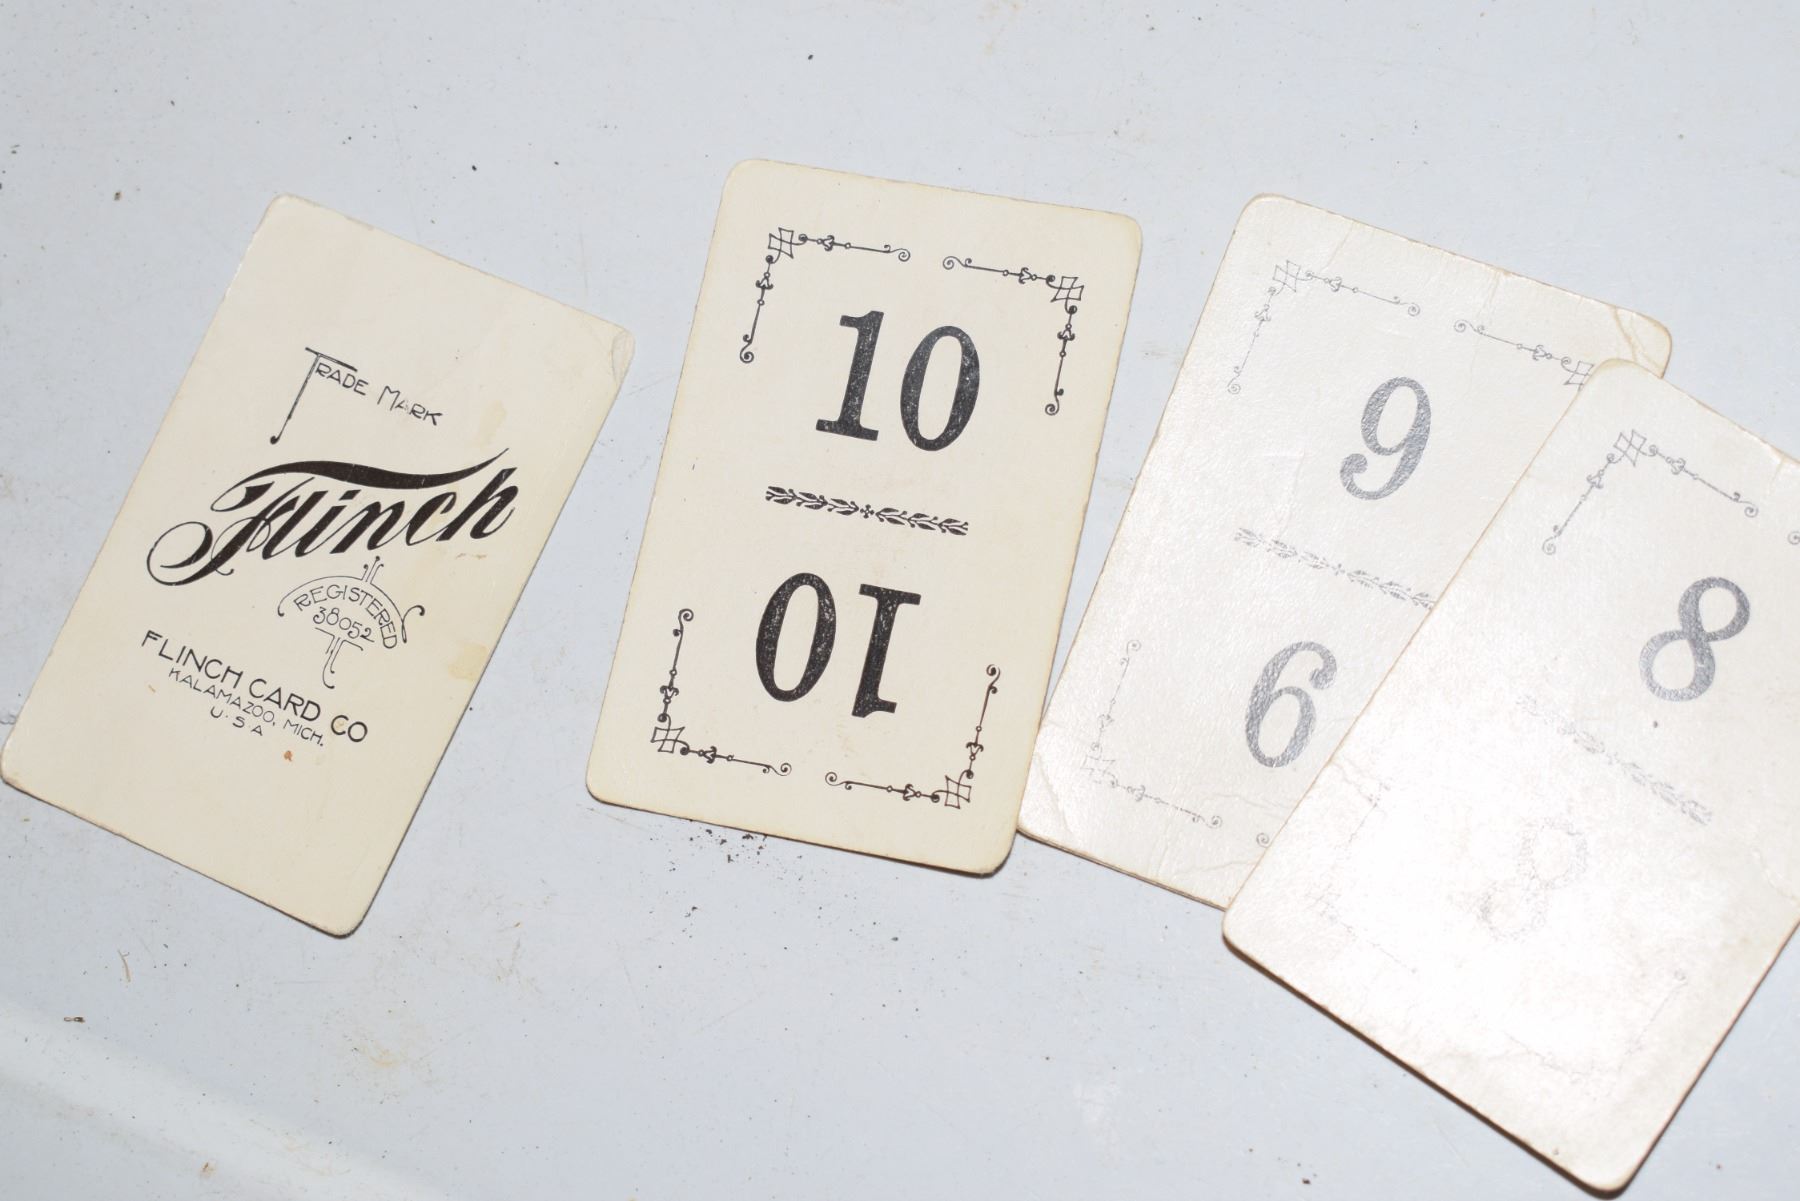 TRADE MARK
Flinch
REGISTERED
38052
FLINCH CARD CO
KALAMAZOO, MICH.
U.S.A
10
10
9
9
8
8